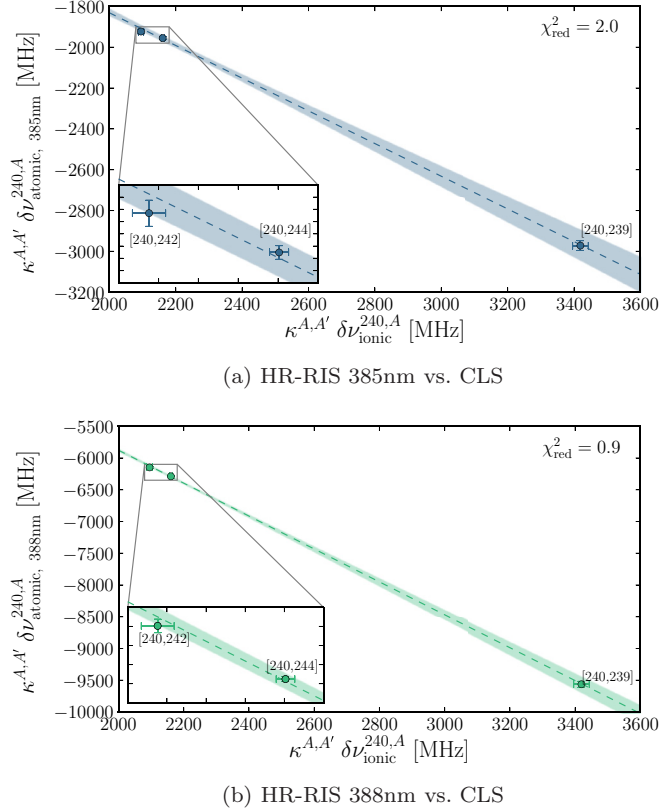 −1800
−2000
−2200
−2400
−2600
−2800
−3000
−3200
χ²red = 2.0
[240,242]
[240,244]
[240,239]
2000 2200 2400 2600 2800 3000 3200 3400 3600
κ^{A,A′} δν^{240,A}_{ionic} [MHz]
κ^{A,A′} δν^{240,A}_{atomic, 385nm} [MHz]
(a) HR-RIS 385nm vs. CLS
−5500
−6000
−6500
−7000
−7500
−8000
−8500
−9000
−9500
−10000
χ²red = 0.9
[240,242]
[240,244]
[240,239]
2000 2200 2400 2600 2800 3000 3200 3400 3600
κ^{A,A′} δν^{240,A}_{ionic} [MHz]
κ^{A,A′} δν^{240,A}_{atomic, 388nm} [MHz]
(b) HR-RIS 388nm vs. CLS